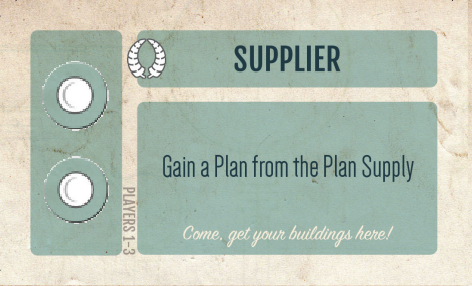 SUPPLIER
Gain a Plan from the Plan Supply
Come, get your buildings here!
PLAYERS 1-3